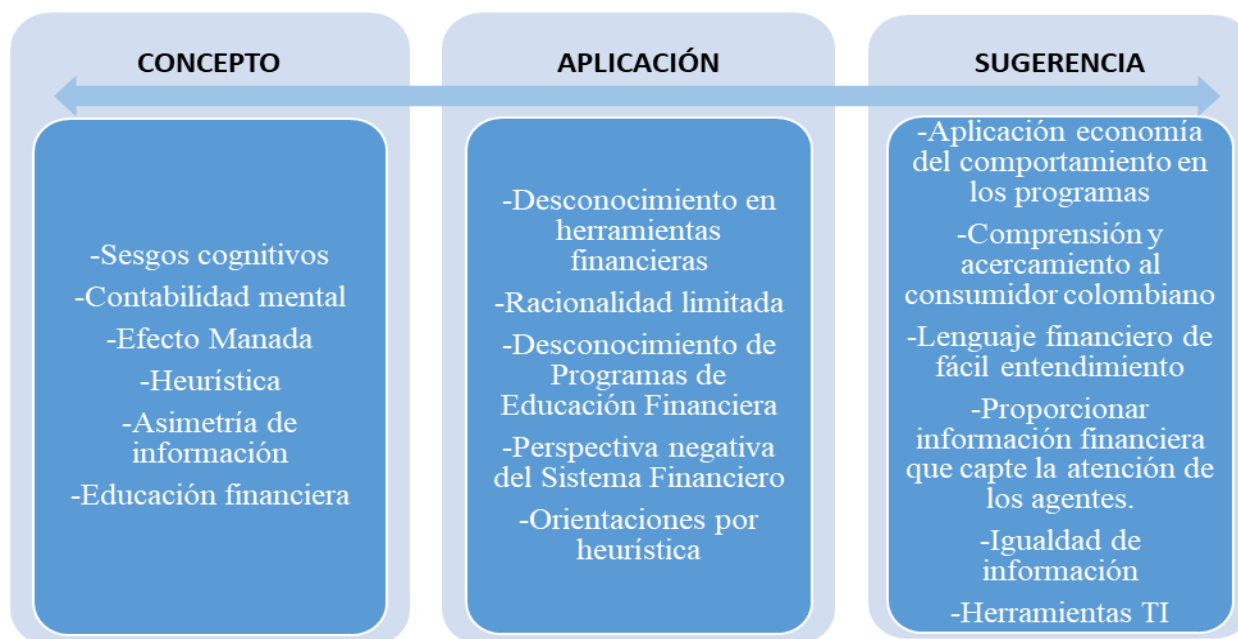 CONCEPTO
-Sesgos cognitivos
-Contabilidad mental
-Efecto Manada
-Heurística
-Asimetría de
información
-Educación financiera
APLICACIÓN
-Desconocimiento en
herramientas
financieras
-Racionalidad limitada
-Desconocimiento de
Programas de
Educación Financiera
-Perspectiva negativa
del Sistema Financiero
-Orientaciones por
heurística
SUGERENCIA
-Aplicación economía
del comportamiento en
los programas
-Comprensión y
acercamiento al
consumidor colombiano
-Lenguaje financiero de
fácil entendimiento
-Proporcionar
información financiera
que capte la atención de
los agentes.
-Igualdad de
información
-Herramientas TI